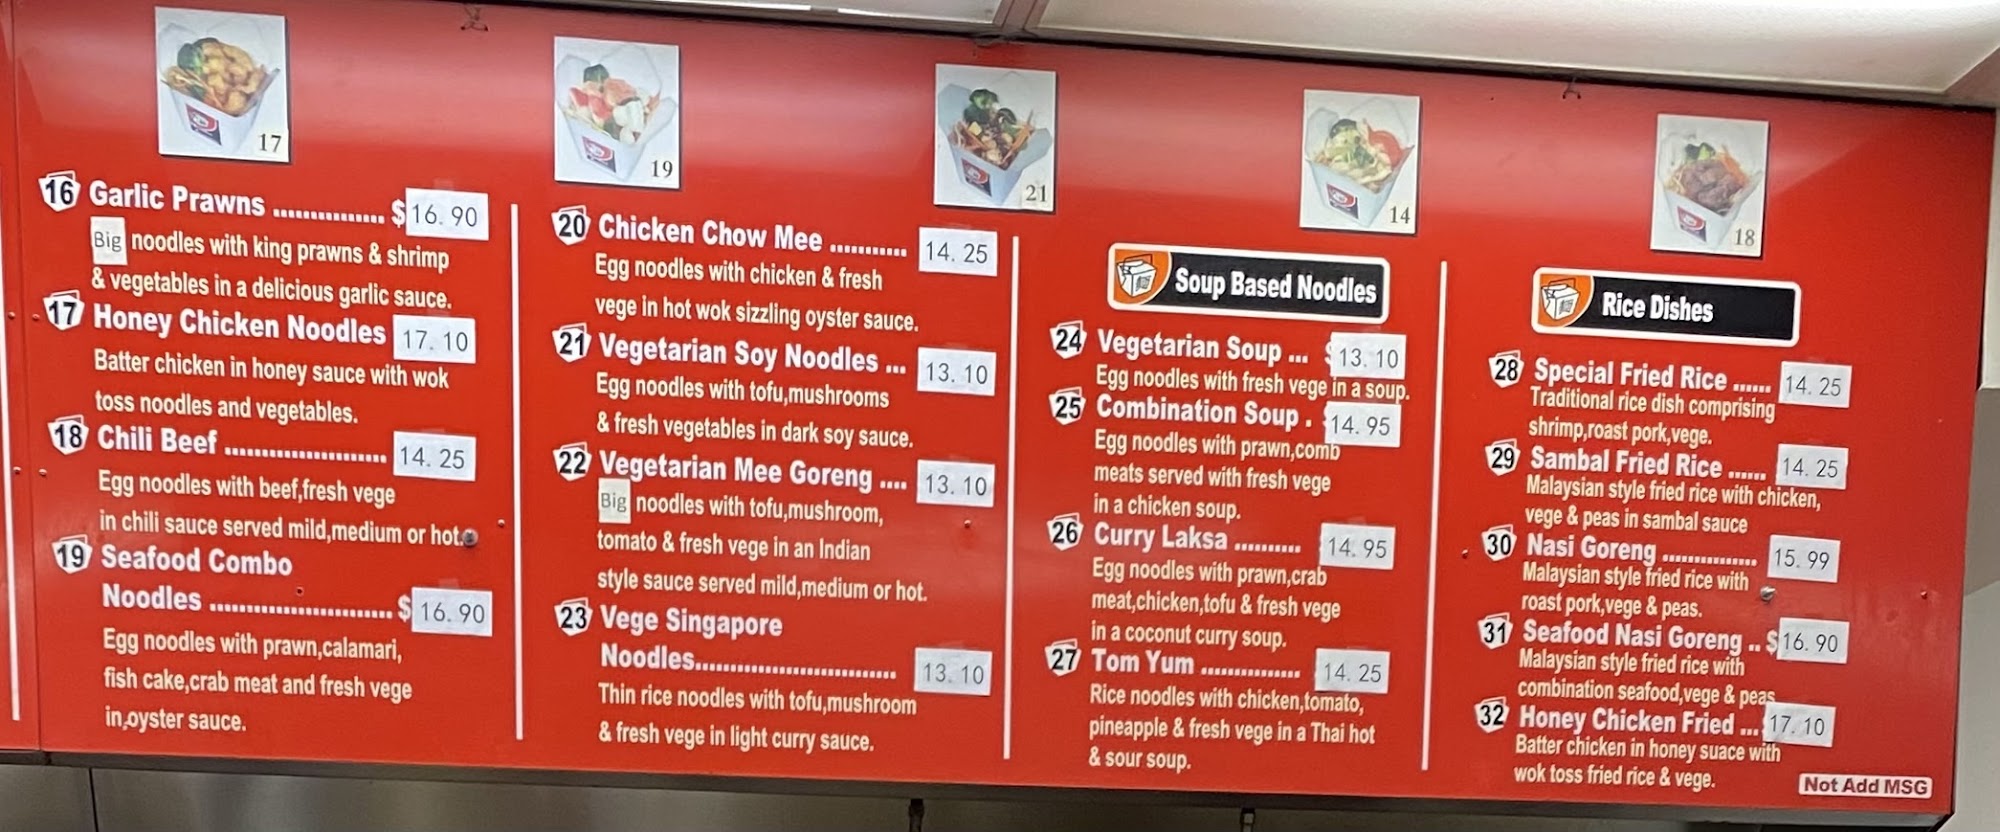 17
19
21
14
18
16 Garlic Prawns ............... $16.90
Big noodles with king prawns & shrimp
& vegetables in a delicious garlic sauce.
17 Honey Chicken Noodles 17.10
Batter chicken in honey sauce with wok
toss noodles and vegetables.
18 Chili Beef ...................... 14.25
Egg noodles with beef,fresh vege
in chili sauce served mild,medium or hot.
19 Seafood Combo
Noodles ......................... $16.90
Egg noodles with prawn,calamari,
fish cake,crab meat and fresh vege
in,oyster sauce.
20 Chicken Chow Mee ........... 14.25
Egg noodles with chicken & fresh
vege in hot wok sizzling oyster sauce.
21 Vegetarian Soy Noodles ... 13.10
Egg noodles with tofu,mushrooms
& fresh vegetables in dark soy sauce.
22 Vegetarian Mee Goreng .... 13.10
Big noodles with tofu,mushroom,
tomato & fresh vege in an Indian
style sauce served mild,medium or hot.
23 Vege Singapore
Noodles............................. 13.10
Thin rice noodles with tofu,mushroom
& fresh vege in light curry sauce.
Soup Based Noodles
24 Vegetarian Soup ... $13.10
Egg noodles with fresh vege in a soup.
25 Combination Soup . 14.95
Egg noodles with prawn,comb
meats served with fresh vege
in a chicken soup.
26 Curry Laksa .......... 14.95
Egg noodles with prawn,crab
meat,chicken,tofu & fresh vege
in a coconut curry soup.
27 Tom Yum ............... 14.25
Rice noodles with chicken,tomato,
pineapple & fresh vege in a Thai hot
& sour soup.
Rice Dishes
28 Special Fried Rice ...... 14.25
Traditional rice dish comprising
shrimp,roast pork,vege.
29 Sambal Fried Rice ...... 14.25
Malaysian style fried rice with chicken,
vege & peas in sambal sauce
30 Nasi Goreng ............... 15.99
Malaysian style fried rice with
roast pork,vege & peas.
31 Seafood Nasi Goreng .. $16.90
Malaysian style fried rice with
combination seafood,vege & peas
32 Honey Chicken Fried ... 17.10
Batter chicken in honey suace with
wok toss fried rice & vege.
Not Add MSG